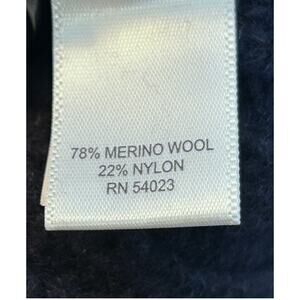 78% MERINO WOOL
22% NYLON
RN 54023